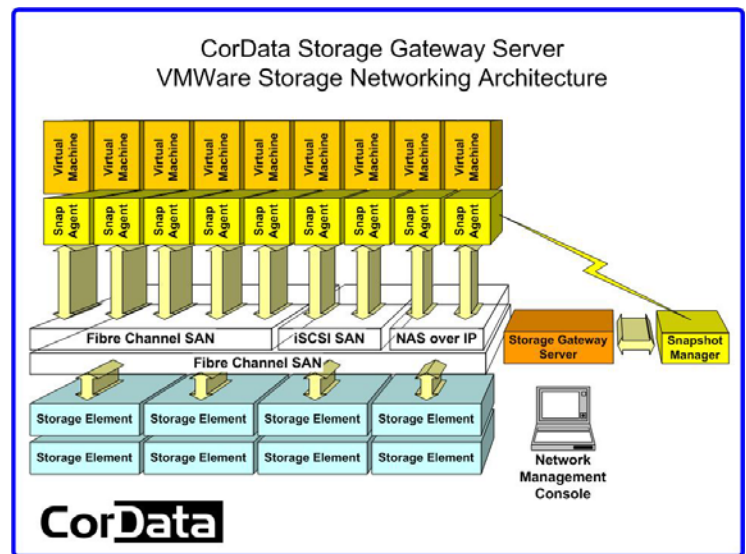 CorData Storage Gateway Server
VMWare Storage Networking Architecture
Virtual Machine
Virtual Machine
Virtual Machine
Virtual Machine
Virtual Machine
Virtual Machine
Virtual Machine
Virtual Machine
Virtual Machine
Snap Agent
Snap Agent
Snap Agent
Snap Agent
Snap Agent
Snap Agent
Snap Agent
Snap Agent
Snap Agent
Fibre Channel SAN
iSCSI SAN
NAS over IP
Storage Gateway
Server
Snapshot
Manager
Fibre Channel SAN
Storage Element
Storage Element
Storage Element
Storage Element
Storage Element
Storage Element
Storage Element
Storage Element
Network
Management
Console
CorData